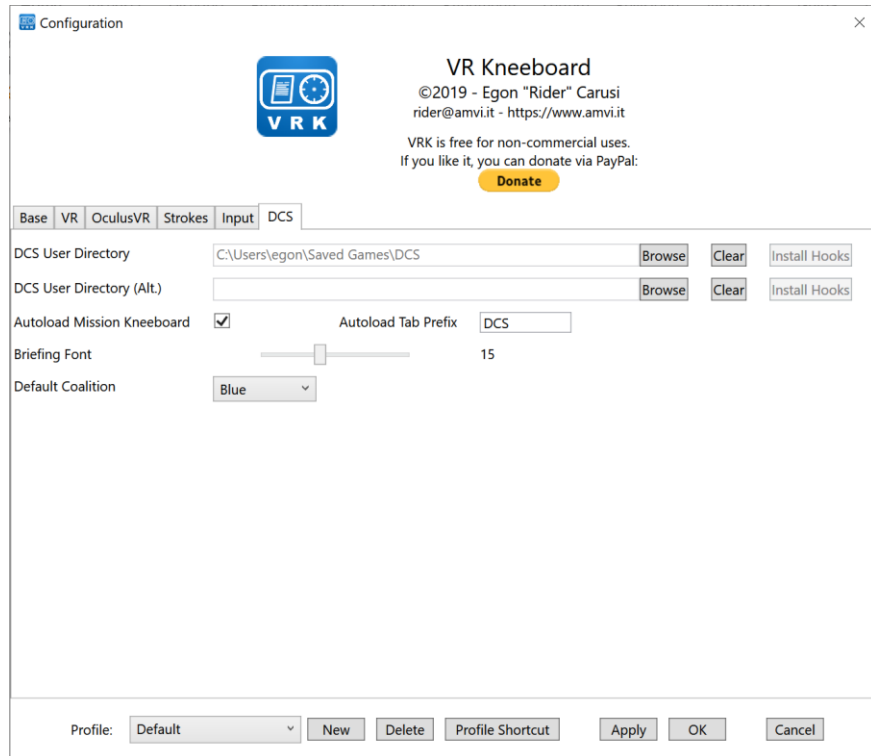 Configuration
VRK
VR Kneeboard
©2019 - Egon "Rider" Carusi
rider@amvi.it - https://www.amvi.it
VRK is free for non-commercial uses.
If you like it, you can donate via PayPal:
Donate
Base VR OculusVR Strokes Input DCS
DCS User Directory C:\Users\egon\Saved Games\DCS Browse Clear Install Hooks
DCS User Directory (Alt.) Browse Clear Install Hooks
Autoload Mission Kneeboard Autoload Tab Prefix DCS
Briefing Font 15
Default Coalition Blue
Profile: Default New Delete Profile Shortcut Apply OK Cancel